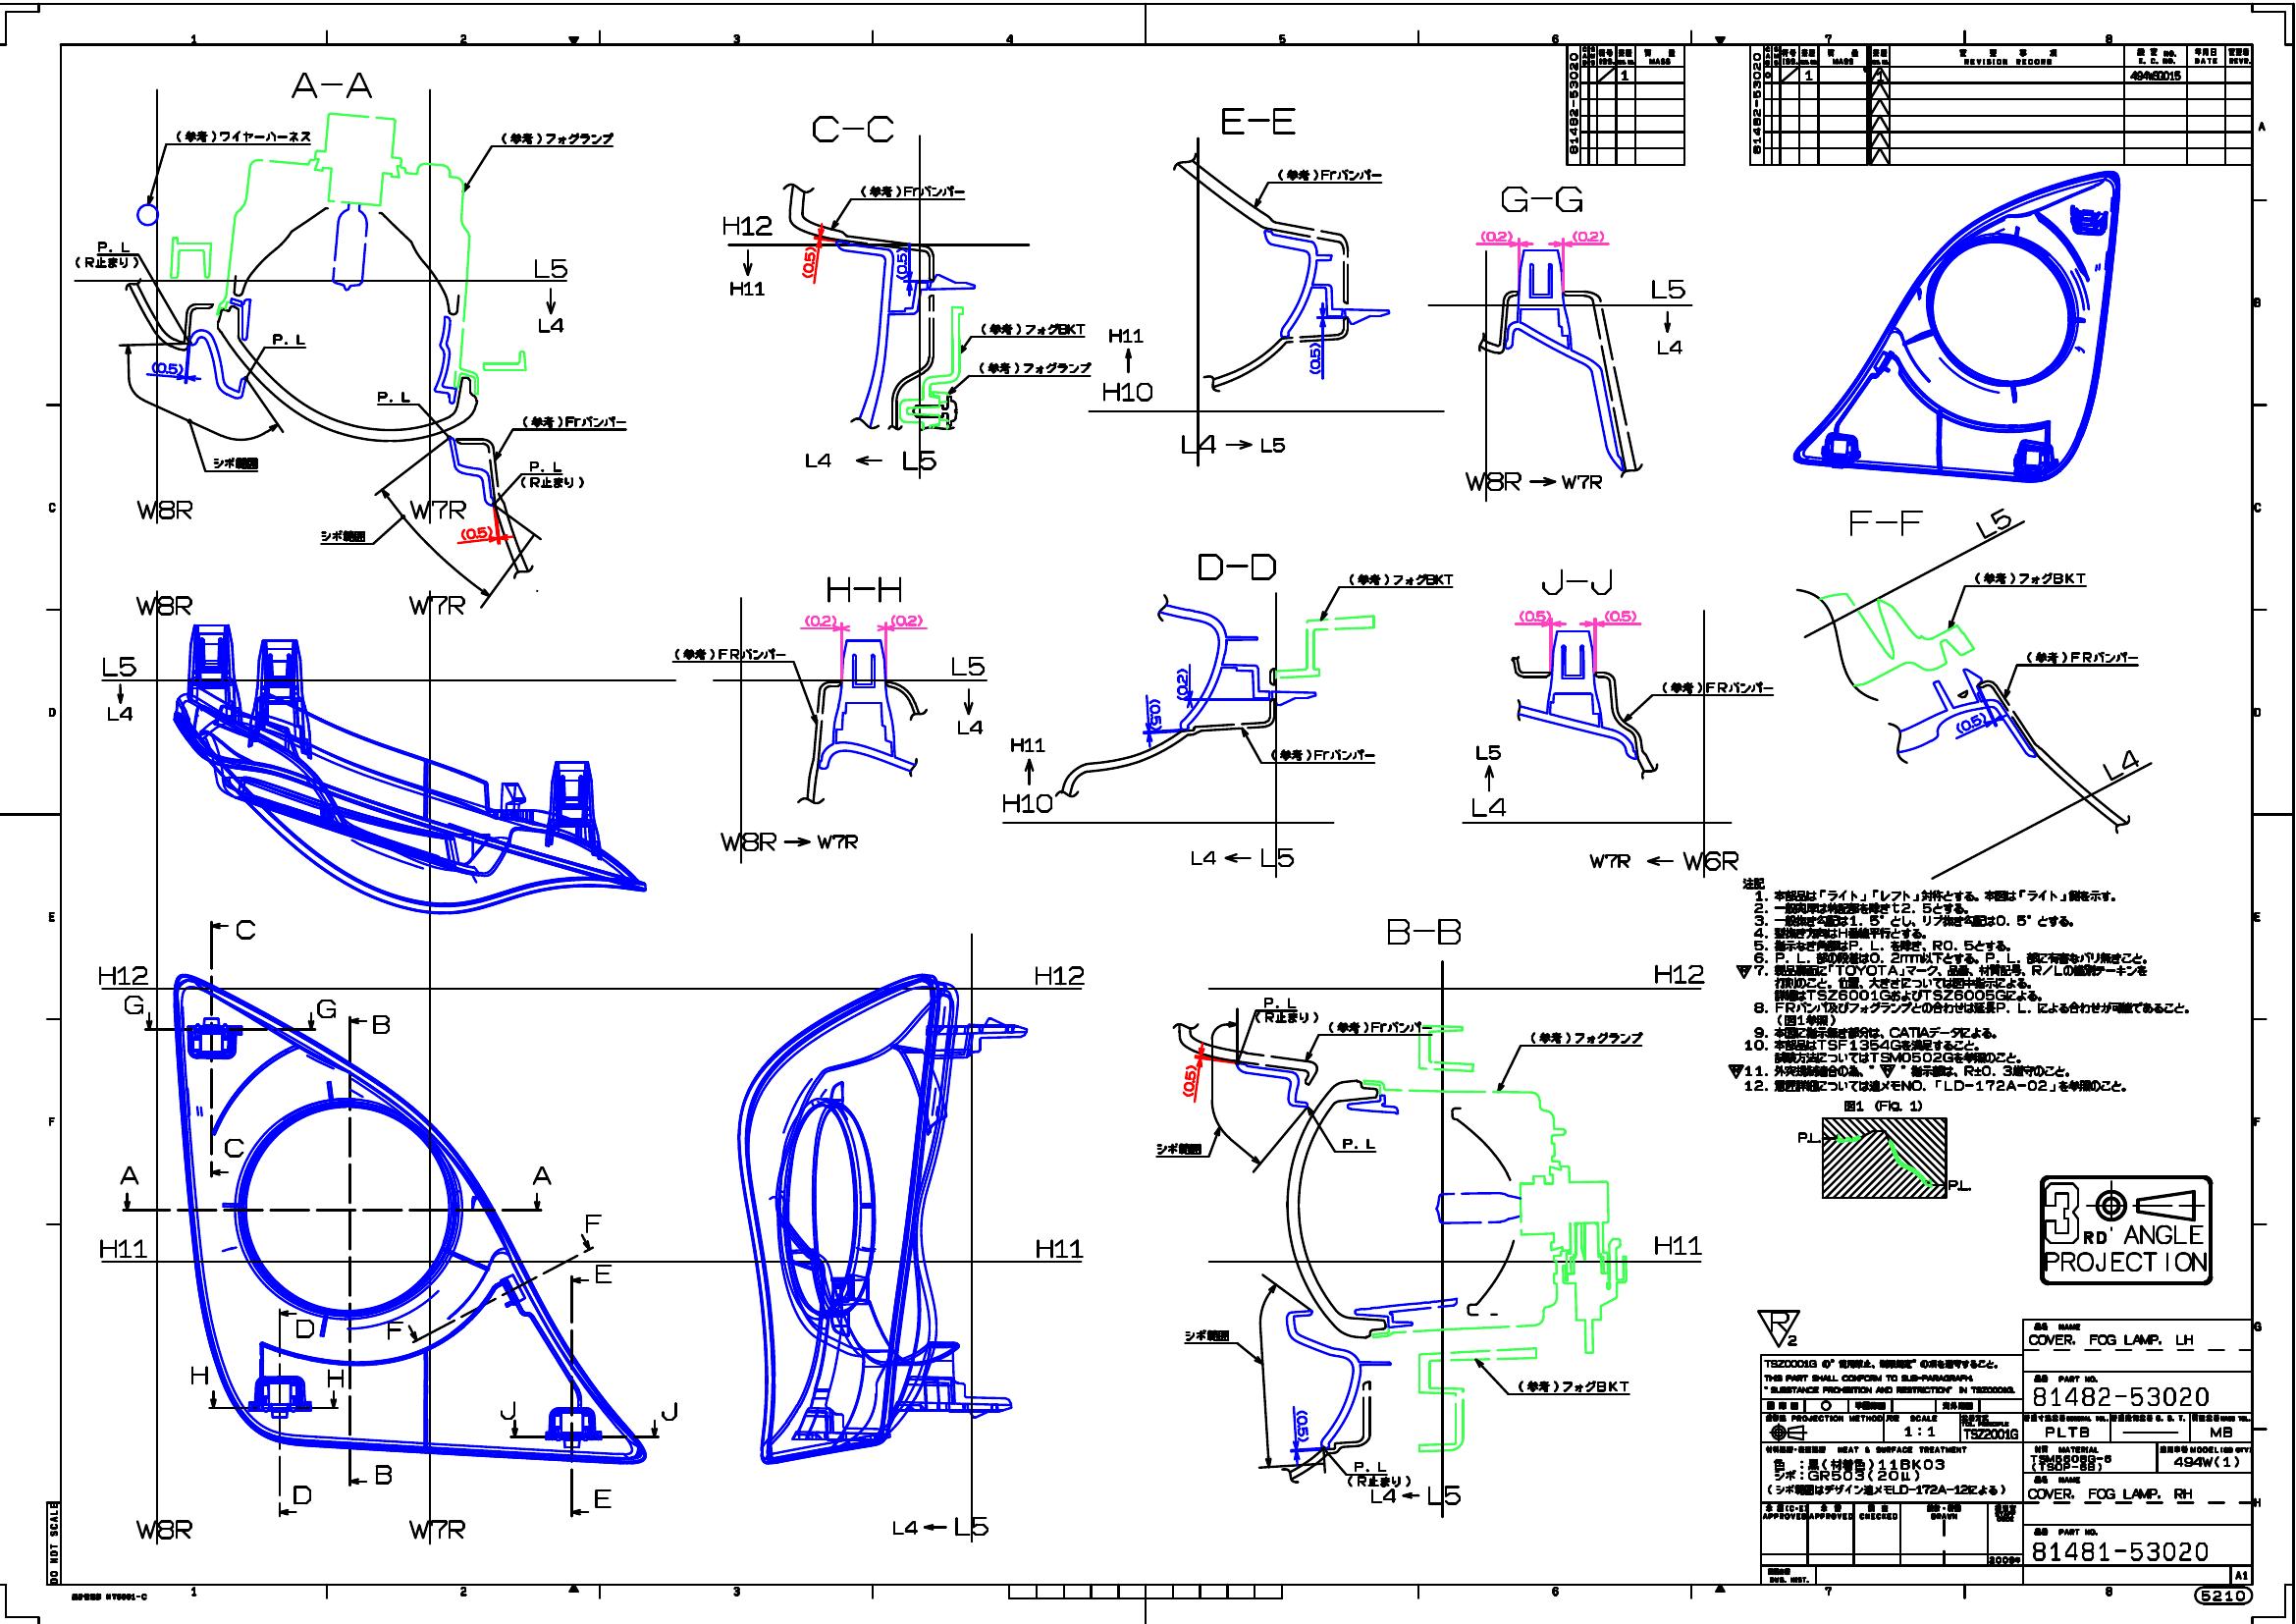 1 2 3 4 5 6 7 8
81482-53020
MASS
1
81482-53020
MASS
REVISION RECORD
E. C. NO.
DATE
REVR.
0
1
494W53015
A
B
C
D
E
F
G
H
A-A
(参考)ワイヤーハーネス
(参考)フォグランプ
P. L
(R止まり)
L5
L4
P. L
(0.5)
P. L
(参考)Frバンパー
シボ範囲
P. L
(R止まり)
W8R
W7R
シボ範囲
(0.5)
C-C
(参考)Frバンパー
H12
H11
(0.5)
(0.5)
(参考)フォグBKT
(参考)フォグランプ
L4 ← L5
E-E
(参考)Frバンパー
H11
H10
(0.5)
L4 → L5
G-G
(0.2)
(0.2)
L5
L4
W8R → W7R
F-F
L5
(参考)フォグBKT
(参考)FRバンパー
(0.5)
L4
W8R
W7R
L5
L4
H-H
(0.2)
(0.2)
(参考)FRバンパー
L5
L4
W8R → W7R
D-D
(参考)フォグBKT
(0.2)
(0.5)
(参考)Frバンパー
H11
H10
L4 ← L5
J-J
(0.5)
(0.5)
(参考)FRバンパー
L5
L4
W7R ← W6R
注記
1. 本部品は「ライト」「レフト」対称とする。本図は「ライト」側を示す。
2. 一般肉厚は特記部を除きt2. 5とする。
3. 一般抜き勾配は1. 5°とし、リブ抜き勾配は0. 5°とする。
4. 型抜き方向はH基線平行とする。
5. 指示なき角部はP. L. を除き、R0. 5とする。
6. P. L. 部の段差は0. 2mm以下とする。P. L. 部に有害なバリ無きこと。
7. 製品裏面に「TOYOTA」マーク、品番、材質記号、R/Lの識別マーキンを
打刻のこと。位置、大きさについては図中指示による。
詳細はTSZ6001GおよびTSZ6005Gによる。
8. FRバンパ及びフォグランプとの合わせは延長P. L. による合わせが可能であること。
(図1参照)
9. 本図に指示無き部分は、CATIAデータによる。
10. 本部品はTSF1354Gを満足すること。
試験方法についてはTSM0502Gを参照のこと。
11. 外突規制適合の為、" " 指示部は、R±0. 3厳守のこと。
12. 意匠詳細については連メモNO. 「LD-172A-02」を参照のこと。
図1 (Fig. 1)
P.L.
P.L.
C
H12
G
G
B
C
A
A
H11
F
E
D
F
H
H
J
J
B
D
E
W8R
W7R
H12
H11
L4 ← L5
B-B
H12
P. L
(R止まり)
(参考)Frバンパー
(参考)フォグランプ
(0.5)
シボ範囲
P. L
H11
シボ範囲
(参考)フォグBKT
(0.5)
P. L
(R止まり)
L4 ← L5
3RD' ANGLE
PROJECTION
R
2
品名 NAME
COVER, FOG LAMP, LH
THIS PART SHALL CONFORM TO SUB-PARAGRAPH
"SUBSTANCE PROHIBITION AND RESTRICTION" IN TSZ0001G.
品番 PART NO.
81482-53020
PROJECTION METHOD
SCALE
1:1
TSZ2001G
PLTB
MB
HEAT & SURFACE TREATMENT
色 :黒(材着色)11BK03
シボ:GR503(20μ)
(シボ範囲はデザイン連メモLD-172A-12による)
材質 MATERIAL
TSM5605G-6
(TSOP-6B)
494W(1)
品名 NAME
COVER, FOG LAMP, RH
APPROVED
APPROVED
CHECKED
DRAWN
品番 PART NO.
81481-53020
A1
5210
DO NOT SCALE